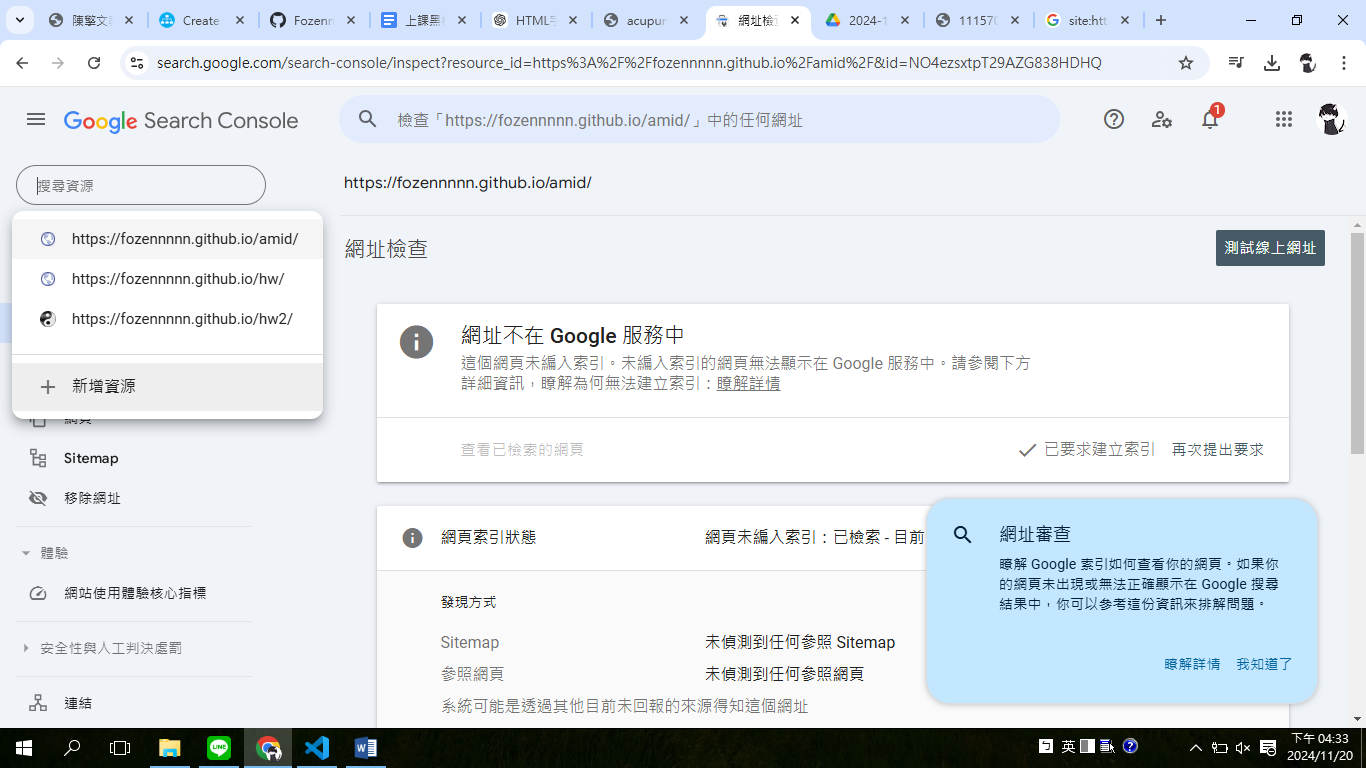 陳擎文
Create
Fozenn
上課黑
HTML
acupur
網址檢
2024-1
111570
site:htt
search.google.com/search-console/inspect?resource_id=https%3A%2F%2Ffozennnnn.github.io%2Famid%2F&id=NO4ezsxtpT29AZG838HDHQ
Google Search Console
檢查「https://fozennnnn.github.io/amid/」中的任何網址
1
搜尋資源
https://fozennnnn.github.io/amid/
https://fozennnnn.github.io/amid/
https://fozennnnn.github.io/hw/
https://fozennnnn.github.io/hw2/
新增資源
網頁
Sitemap
移除網址
體驗
網站使用體驗核心指標
安全性與人工判決處罰
連結
網址檢查
測試線上網址
網址不在 Google 服務中
這個網頁未編入索引。未編入索引的網頁無法顯示在 Google 服務中。請參閱下方
詳細資訊，瞭解為何無法建立索引：瞭解詳情
查看已檢索的網頁
已要求建立索引
再次提出要求
網頁索引狀態
網頁未編入索引：已檢索 - 目前
發現方式
Sitemap
未偵測到任何參照 Sitemap
參照網頁
未偵測到任何參照網頁
系統可能是透過其他目前未回報的來源得知這個網址
網址審查
瞭解 Google 索引如何查看你的網頁。如果你
的網頁未出現或無法正確顯示在 Google 搜尋
結果中，你可以參考這份資訊來排解問題。
瞭解詳情
我知道了
英
下午 04:33
2024/11/20